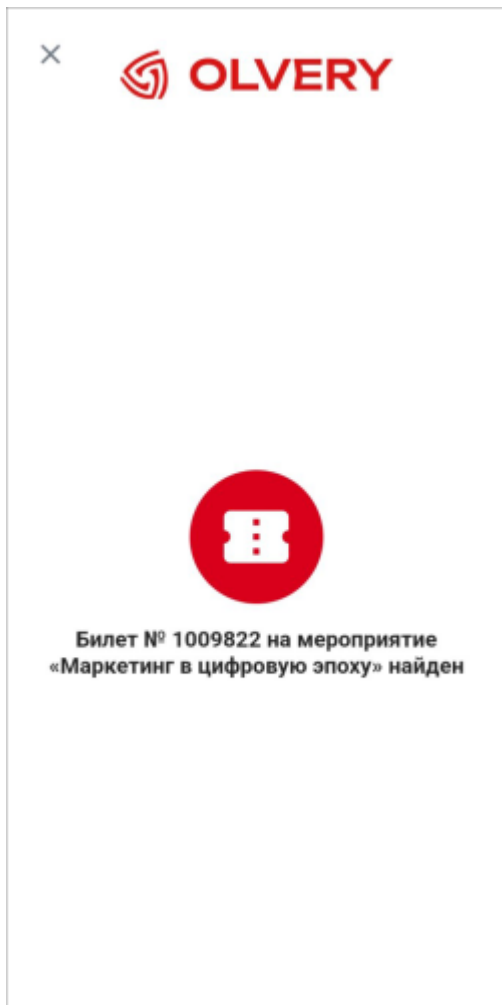 OLVERY
Билет № 1009822 на мероприятие
«Маркетинг в цифровую эпоху» найден